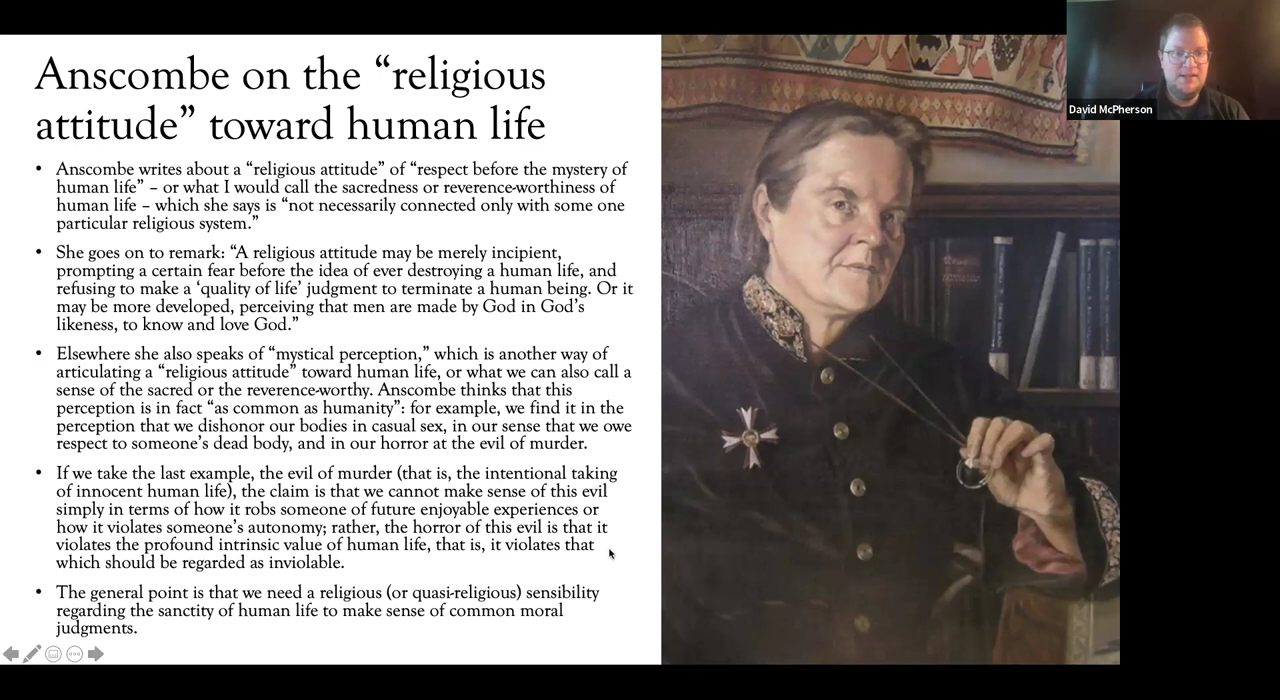 Anscombe on the “religious
attitude” toward human life
• Anscombe writes about a “religious attitude” of “respect before the mystery of
human life” – or what I would call the sacredness or reverence-worthiness of
human life – which she says is “not necessarily connected only with some one
particular religious system.”
• She goes on to remark: “A religious attitude may be merely incipient,
prompting a certain fear before the idea of ever destroying a human life, and
refusing to make a ‘quality of life’ judgment to terminate a human being. Or it
may be more developed, perceiving that men are made by God in God’s
likeness, to know and love God.”
• Elsewhere she also speaks of “mystical perception,” which is another way of
articulating a “religious attitude” toward human life, or what we can also call a
sense of the sacred or the reverence-worthy. Anscombe thinks that this
perception is in fact “as common as humanity”: for example, we find it in the
perception that we dishonor our bodies in casual sex, in our sense that we owe
respect to someone’s dead body, and in our horror at the evil of murder.
• If we take the last example, the evil of murder (that is, the intentional taking
of innocent human life), the claim is that we cannot make sense of this evil
simply in terms of how it robs someone of future enjoyable experiences or
how it violates someone’s autonomy; rather, the horror of this evil is that it
violates the profound intrinsic value of human life, that is, it violates that
which should be regarded as inviolable.
• The general point is that we need a religious (or quasi-religious) sensibility
regarding the sanctity of human life to make sense of common moral
judgments.
David McPherson